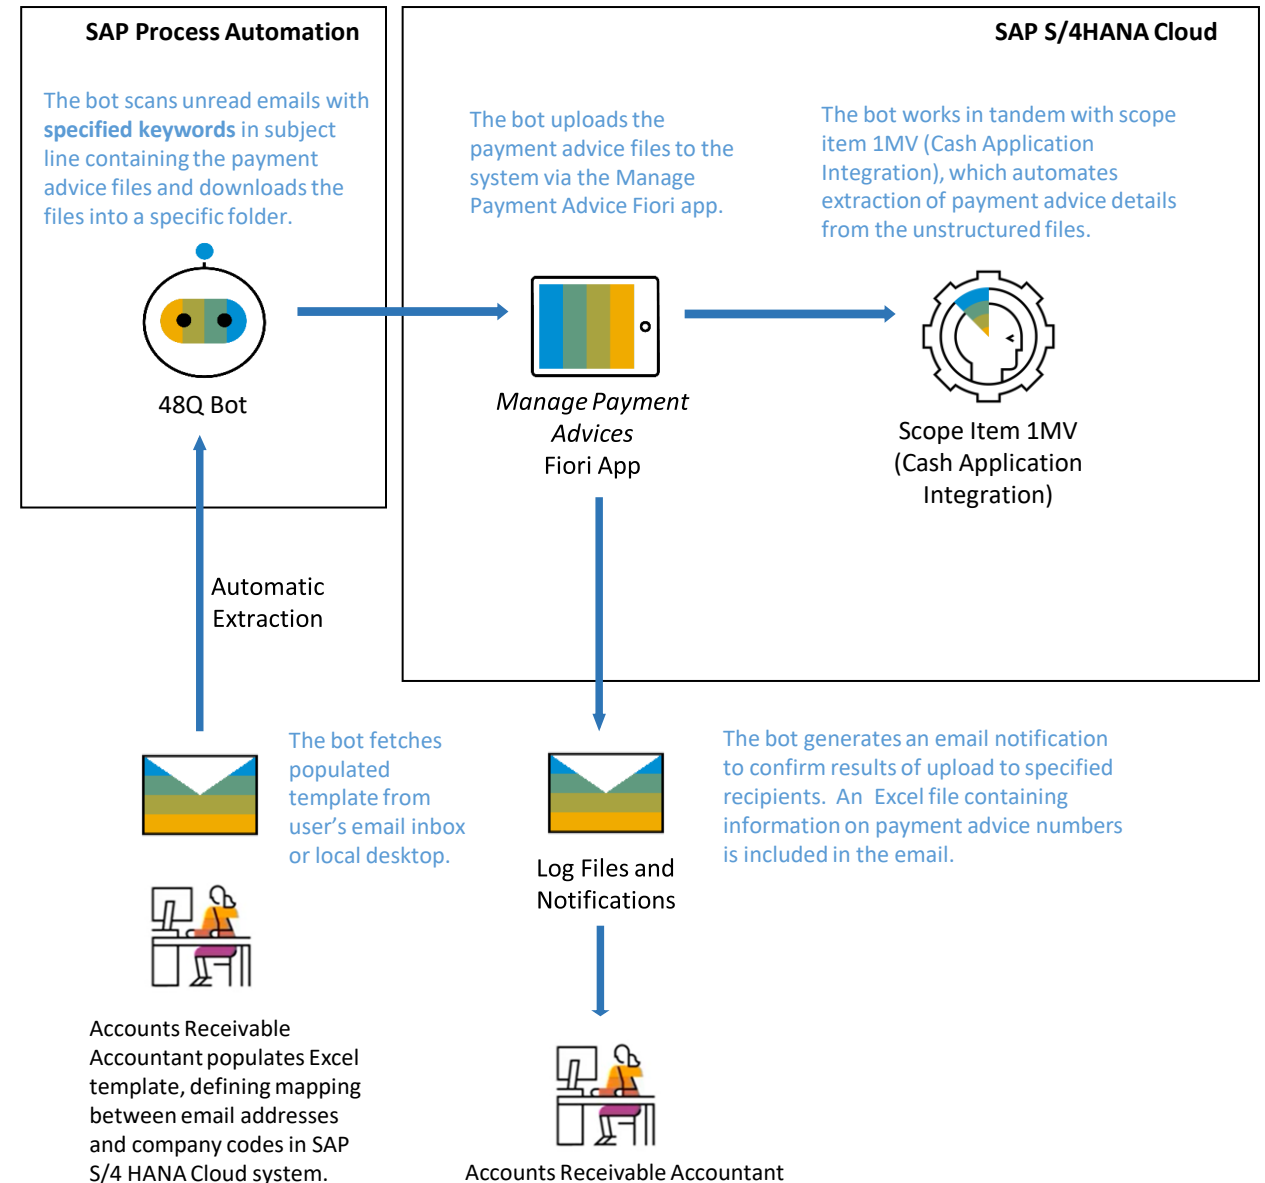 SAP Process Automation
The bot scans unread emails with
specified keywords in subject
line containing the payment
advice files and downloads the
files into a specific folder.
48Q Bot
SAP S/4HANA Cloud
The bot uploads the
payment advice files to the
system via the Manage
Payment Advice Fiori app.
Manage Payment
Advices
Fiori App
The bot works in tandem with scope
item 1MV (Cash Application
Integration), which automates
extraction of payment advice details
from the unstructured files.
Scope Item 1MV
(Cash Application
Integration)
Automatic
Extraction
The bot fetches
populated
template from
user's email inbox
or local desktop.
Accounts Receivable
Accountant populates Excel
template, defining mapping
between email addresses
and company codes in SAP
S/4 HANA Cloud system.
The bot generates an email notification
to confirm results of upload to specified
recipients.  An  Excel file containing
information on payment advice numbers
is included in the email.
Log Files and
Notifications
Accounts Receivable Accountant